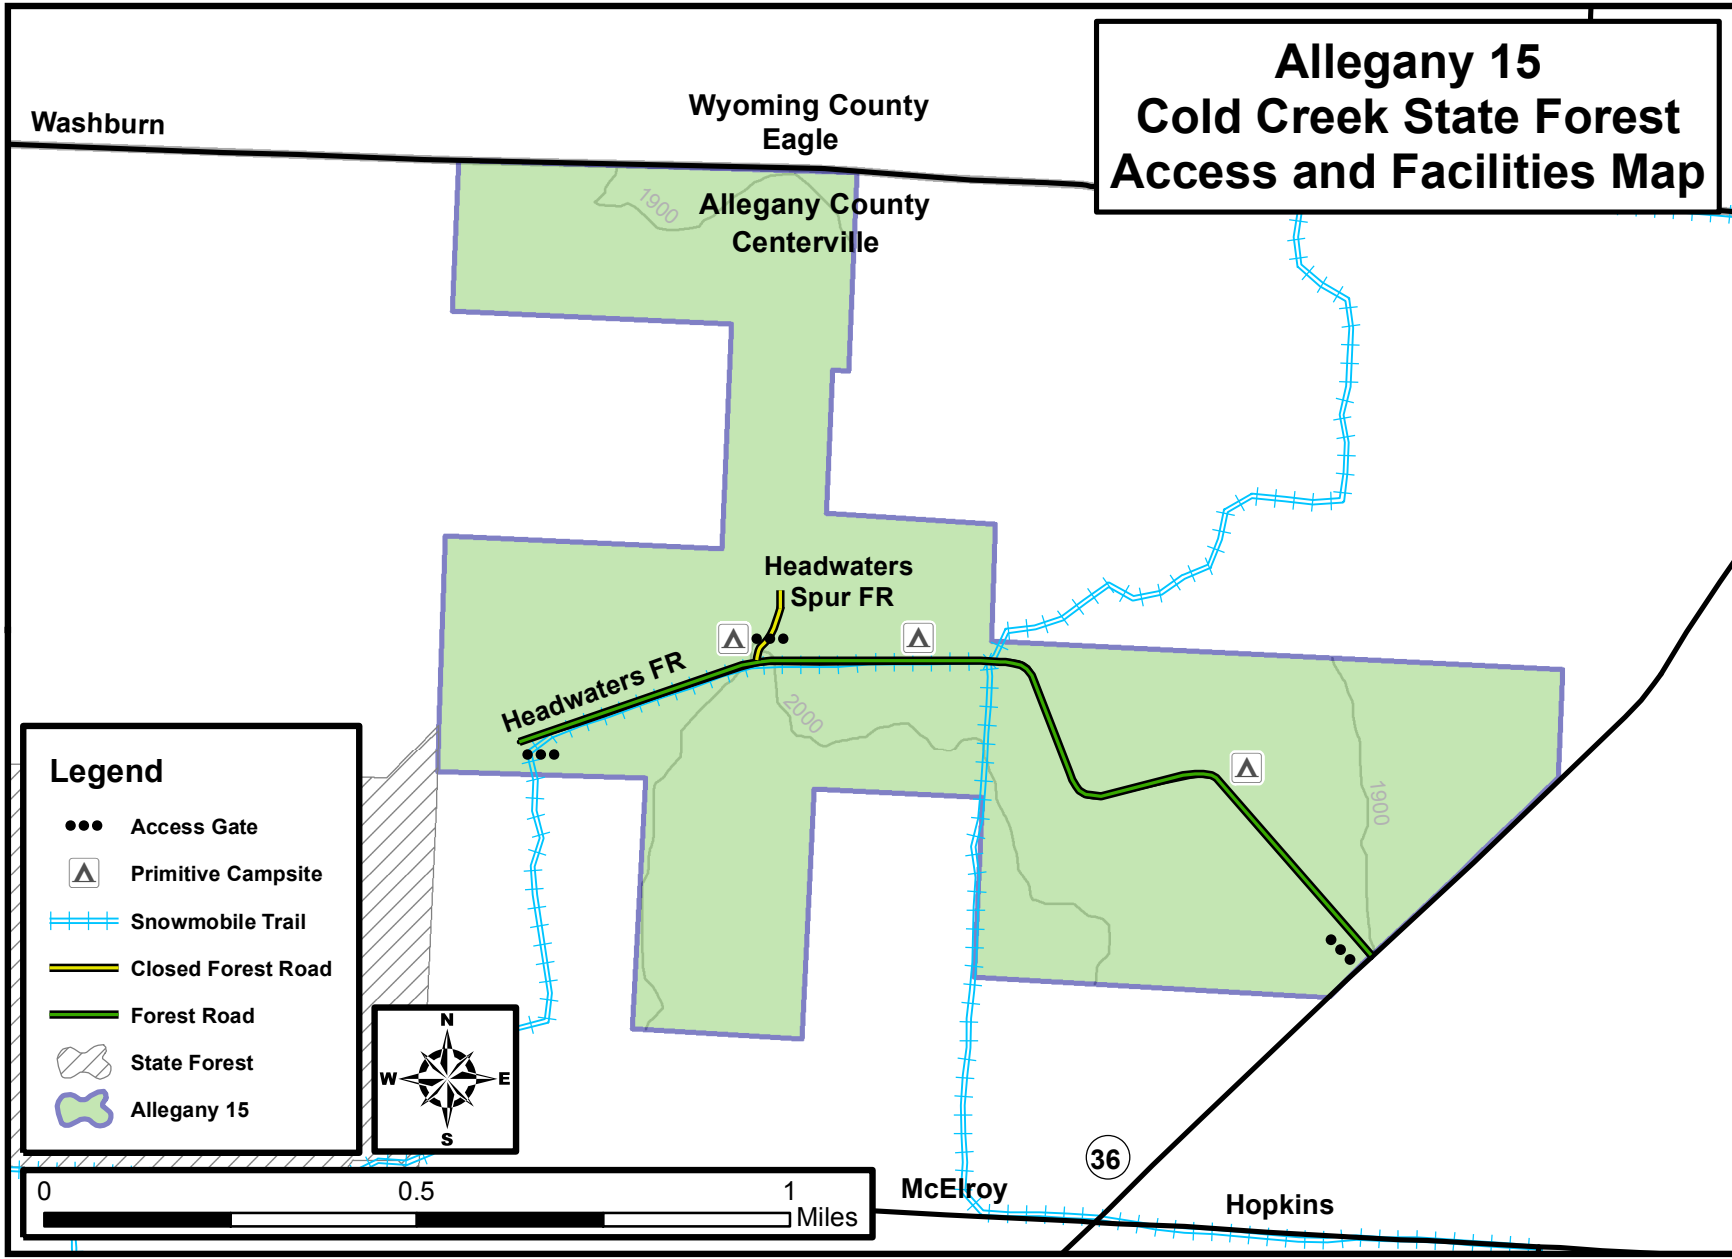 Allegany 15
Cold Creek State Forest
Access and Facilities Map
Washburn
Wyoming County
Eagle
Allegany County
Centerville
1900
Headwaters
Spur FR
Headwaters FR
2000
1900
Legend
Access Gate
Primitive Campsite
Snowmobile Trail
Closed Forest Road
Forest Road
State Forest
Allegany 15
N
W
E
S
0
0.5
1
Miles
McElroy
36
Hopkins